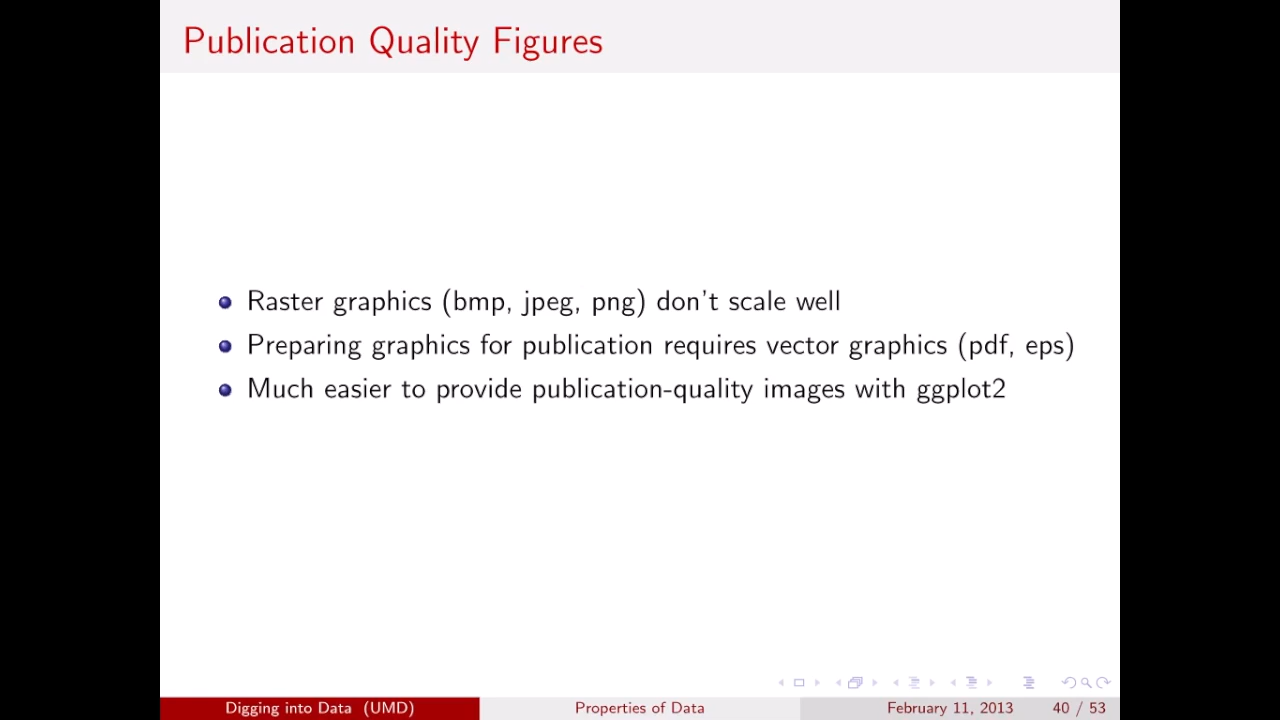 Publication Quality Figures
Raster graphics (bmp, jpeg, png) don't scale well
Preparing graphics for publication requires vector graphics (pdf, eps)
Much easier to provide publication-quality images with ggplot2
Digging into Data (UMD)
Properties of Data
February 11, 2013
40 / 53